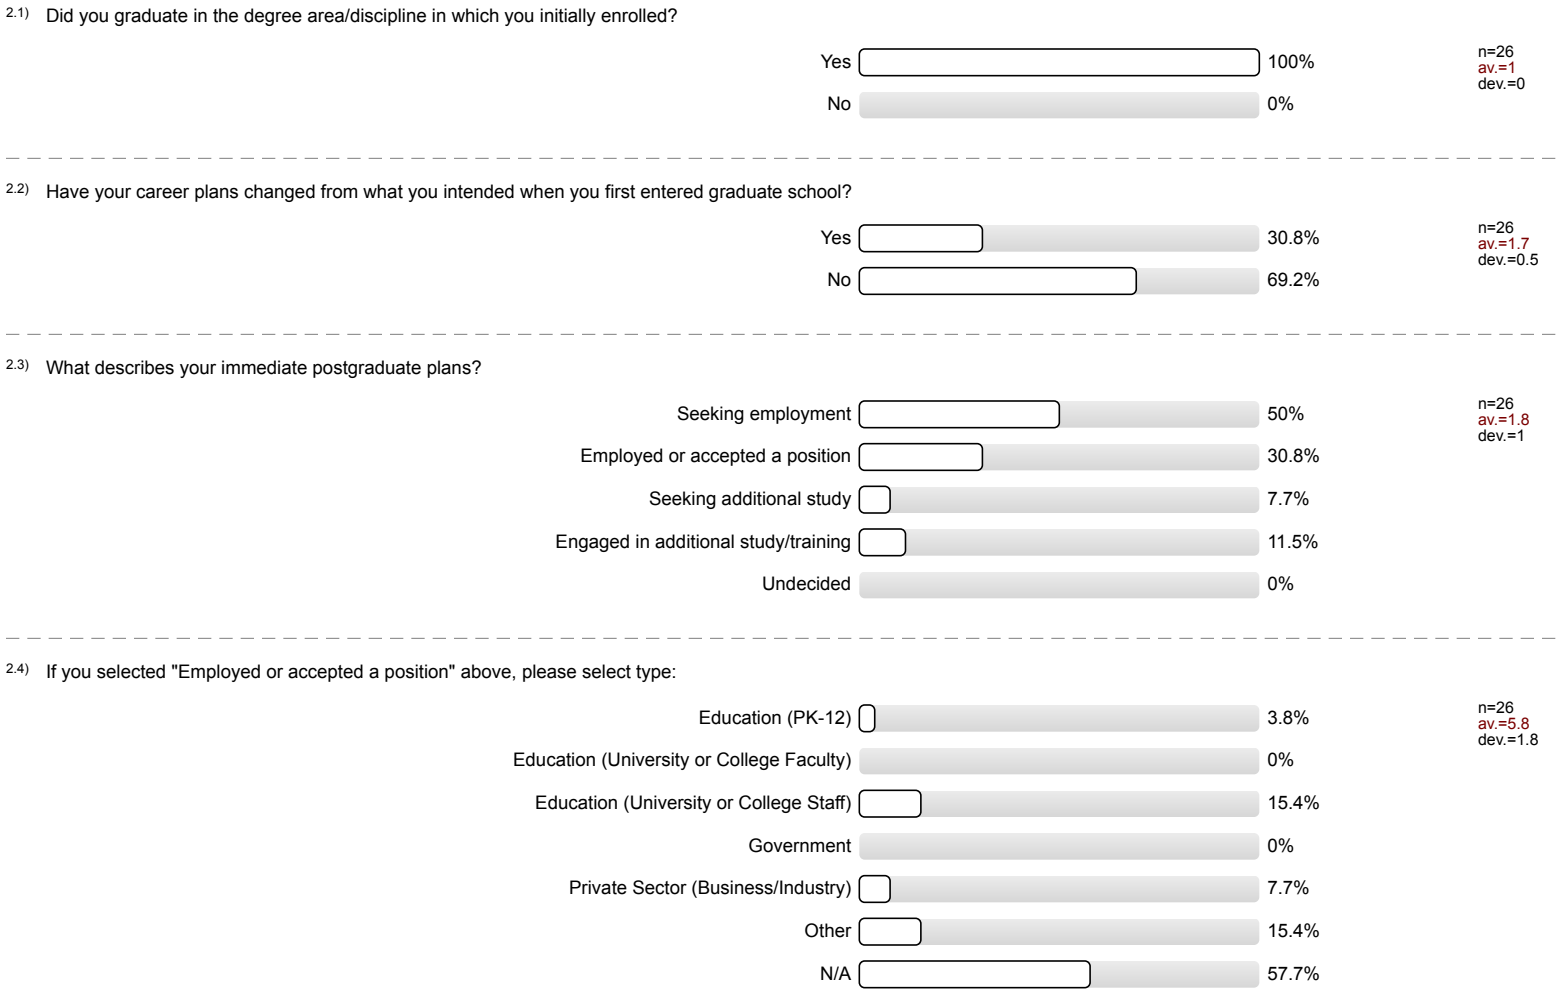 2.1) Did you graduate in the degree area/discipline in which you initially enrolled?
Yes 100%
No 0%
n=26
av.=1
dev.=0
2.2) Have your career plans changed from what you intended when you first entered graduate school?
Yes 30.8%
No 69.2%
n=26
av.=1.7
dev.=0.5
2.3) What describes your immediate postgraduate plans?
Seeking employment 50%
Employed or accepted a position 30.8%
Seeking additional study 7.7%
Engaged in additional study/training 11.5%
Undecided 0%
n=26
av.=1.8
dev.=1
2.4) If you selected "Employed or accepted a position" above, please select type:
Education (PK-12) 3.8%
Education (University or College Faculty) 0%
Education (University or College Staff) 15.4%
Government 0%
Private Sector (Business/Industry) 7.7%
Other 15.4%
N/A 57.7%
n=26
av.=5.8
dev.=1.8